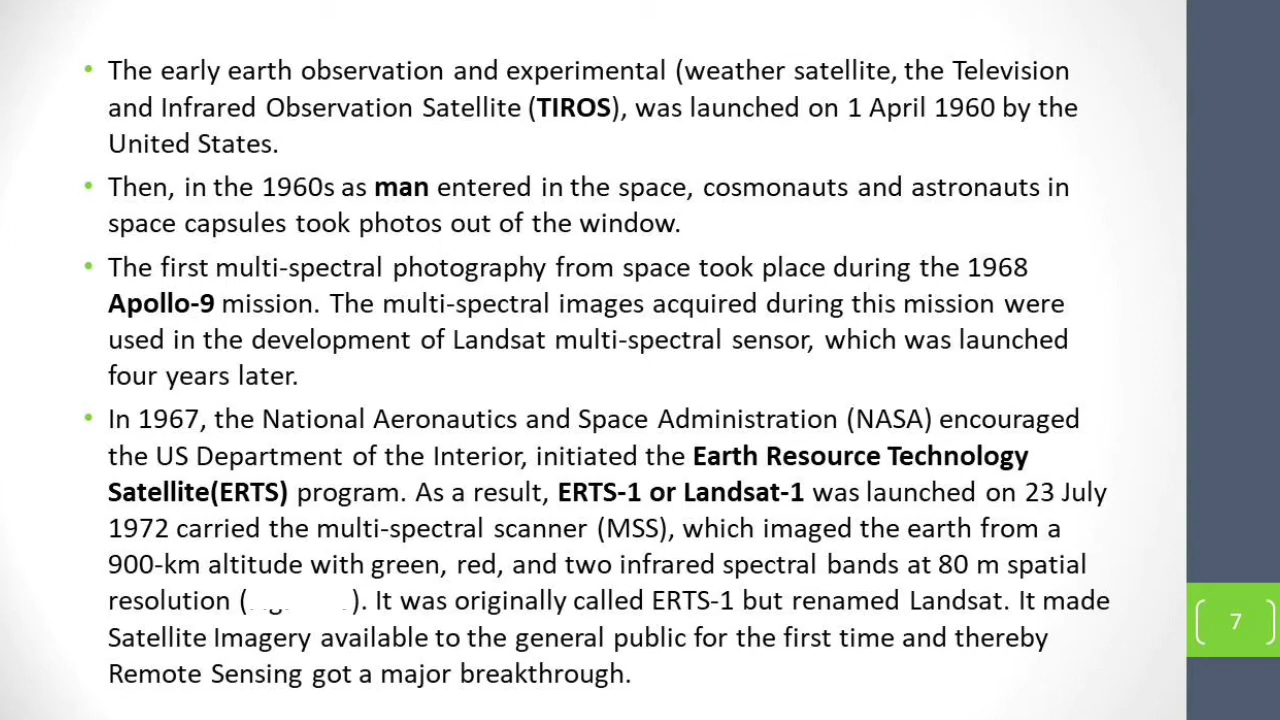 • The early earth observation and experimental (weather satellite, the Television
and Infrared Observation Satellite (TIROS), was launched on 1 April 1960 by the
United States.
• Then, in the 1960s as man entered in the space, cosmonauts and astronauts in
space capsules took photos out of the window.
• The first multi-spectral photography from space took place during the 1968
Apollo-9 mission. The multi-spectral images acquired during this mission were
used in the development of Landsat multi-spectral sensor, which was launched
four years later.
• In 1967, the National Aeronautics and Space Administration (NASA) encouraged
the US Department of the Interior, initiated the Earth Resource Technology
Satellite(ERTS) program. As a result, ERTS-1 or Landsat-1 was launched on 23 July
1972 carried the multi-spectral scanner (MSS), which imaged the earth from a
900-km altitude with green, red, and two infrared spectral bands at 80 m spatial
resolution ( ). It was originally called ERTS-1 but renamed Landsat. It made
Satellite Imagery available to the general public for the first time and thereby
Remote Sensing got a major breakthrough.
[ 7 ]